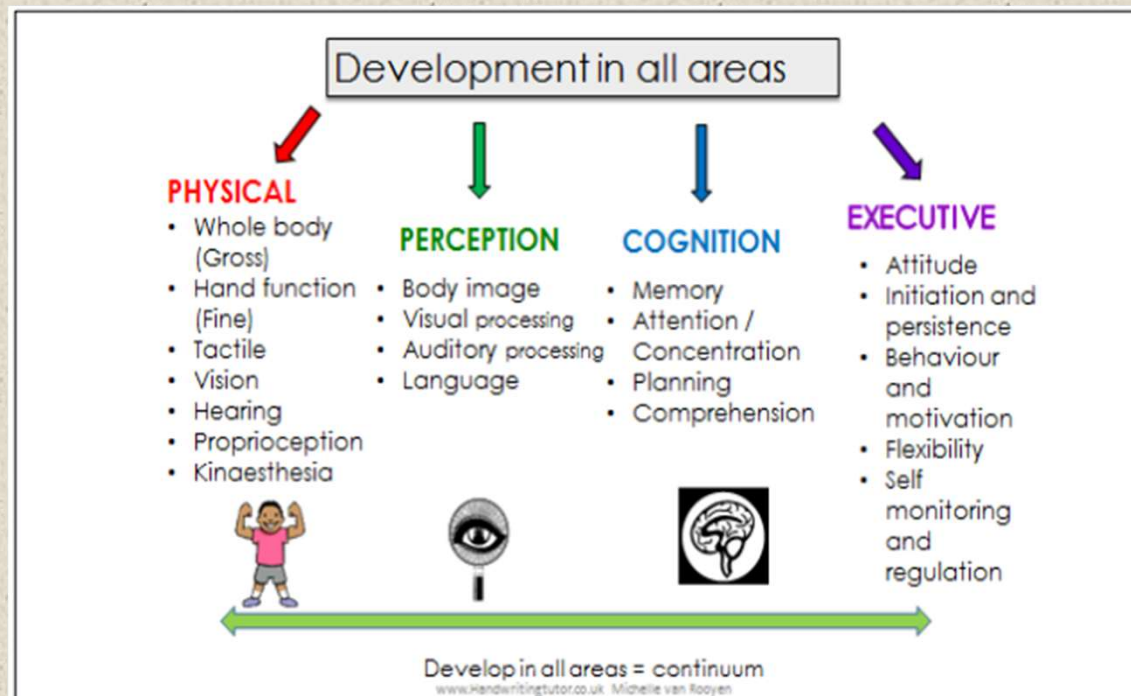 Development in all areas
PHYSICAL
• Whole body
(Gross)
• Hand function
(Fine)
• Tactile
• Vision
• Hearing
• Proprioception
• Kinaesthesia
PERCEPTION
• Body image
• Visual processing
• Auditory processing
• Language
COGNITION
• Memory
• Attention /
Concentration
• Planning
• Comprehension
EXECUTIVE
• Attitude
• Initiation and
persistence
• Behaviour
and
motivation
• Flexibility
• Self
monitoring
and
regulation
Develop in all areas = continuum
www.Handwritingtutor.co.uk Michelle van Rooyen